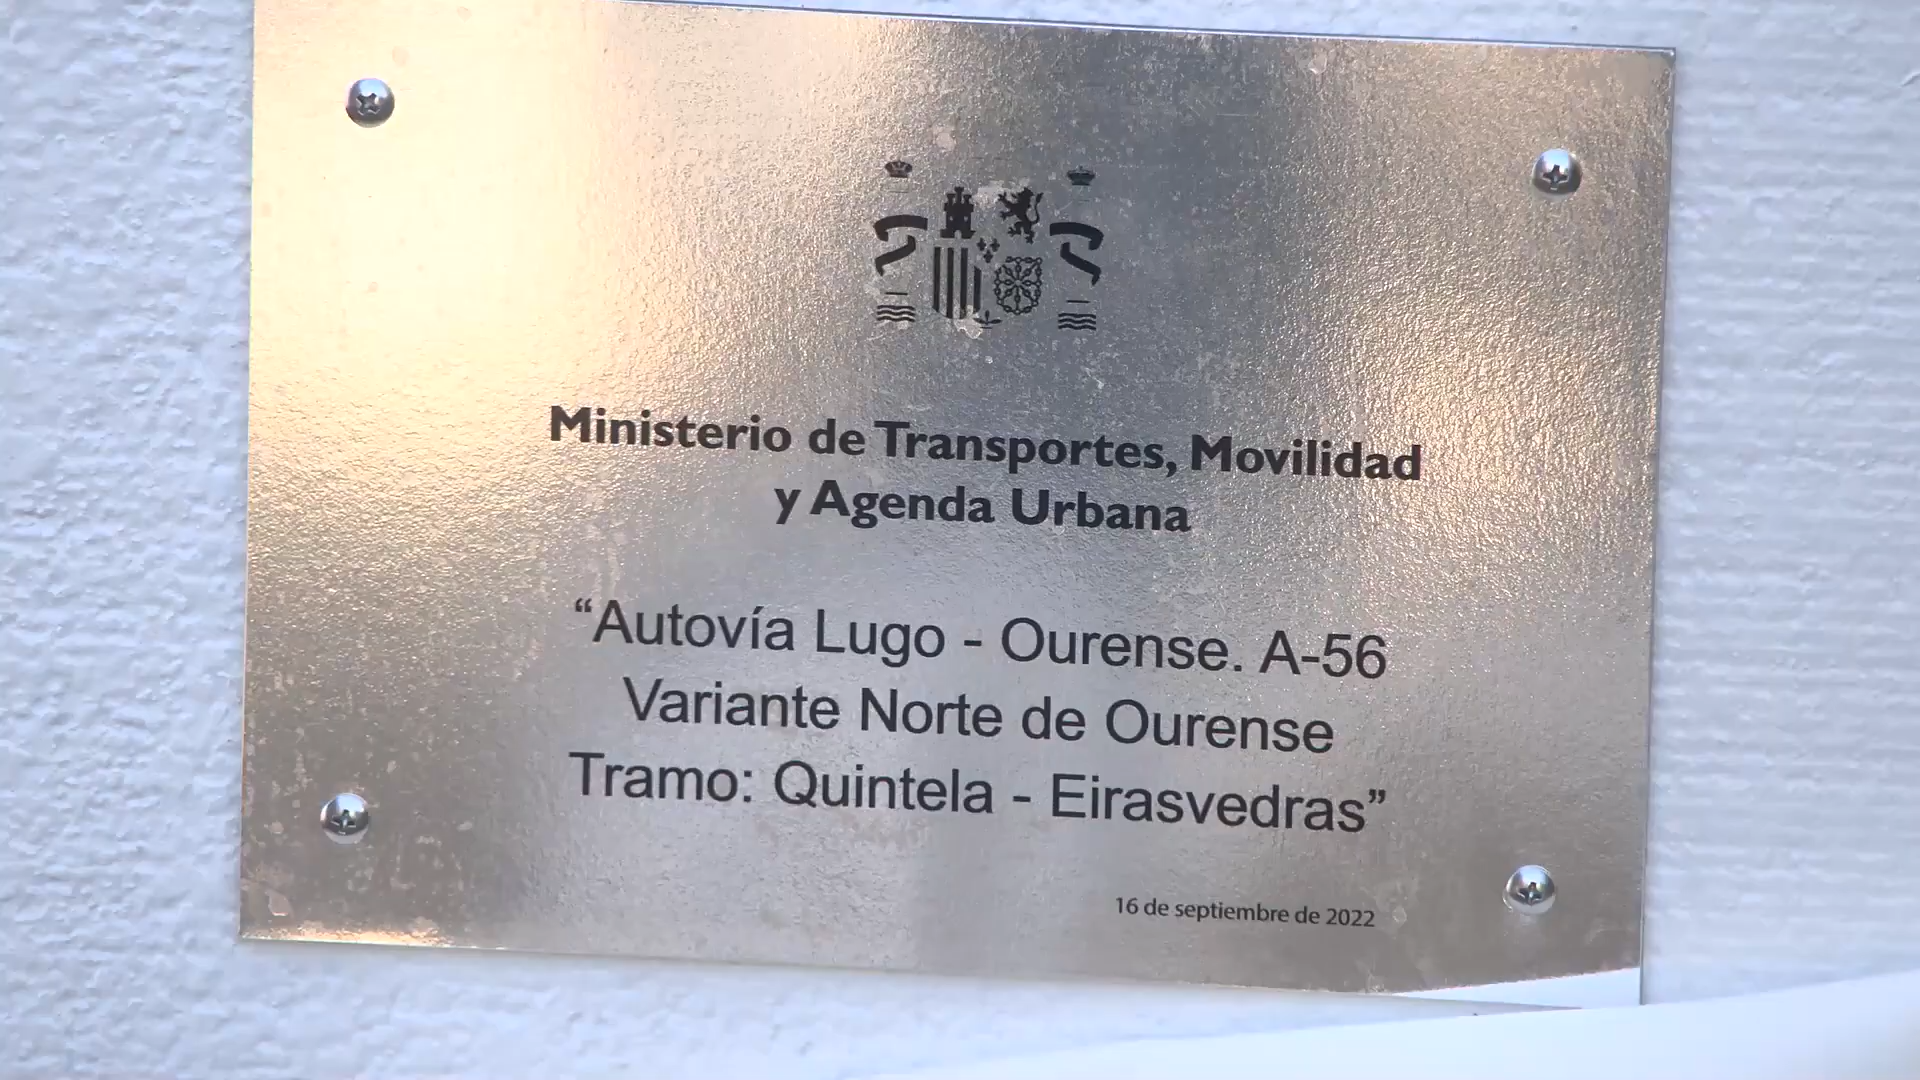 Ministerio de Transportes, Movilidad
y Agenda Urbana
“Autovía Lugo - Ourense. A-56
Variante Norte de Ourense
Tramo: Quintela - Eirasvedras”
16 de septiembre de 2022